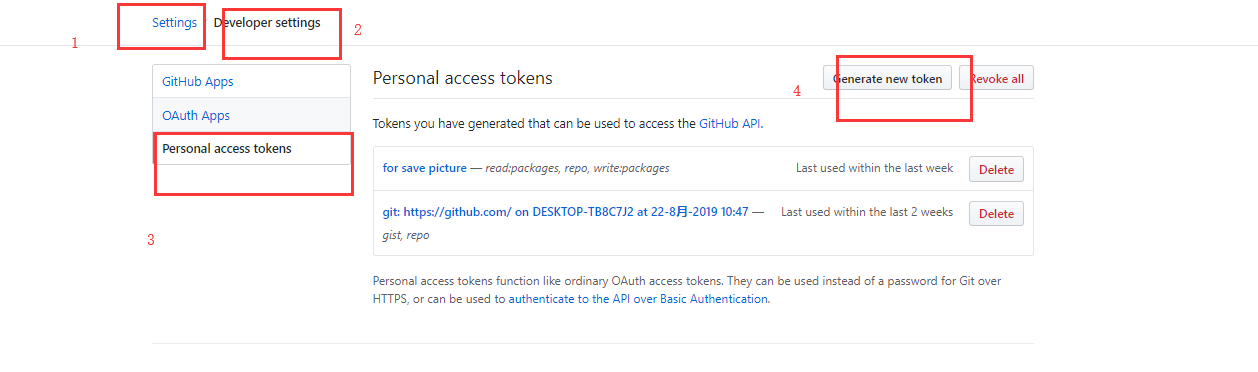 Settings / Developer settings
1
2
GitHub Apps
OAuth Apps
Personal access tokens
3
Personal access tokens
4
Generate new token
Revoke all
Tokens you have generated that can be used to access the GitHub API.
for save picture — read:packages, repo, write:packages
Last used within the last week
Delete
git: https://github.com/ on DESKTOP-TB8C7J2 at 22-8月-2019 10:47 —
gist, repo
Last used within the last 2 weeks
Delete
Personal access tokens function like ordinary OAuth access tokens. They can be used instead of a password for Git over
HTTPS, or can be used to authenticate to the API over Basic Authentication.